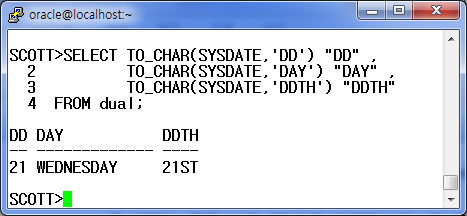 oracle@localhost:~
SCOTT>SELECT TO_CHAR(SYSDATE,'DD') "DD" ,
  2          TO_CHAR(SYSDATE,'DAY') "DAY" ,
  3          TO_CHAR(SYSDATE,'DDTH') "DDTH"
  4  FROM dual;
DD DAY           DDTH
-- ------------- ----
21 WEDNESDAY     21ST
SCOTT>